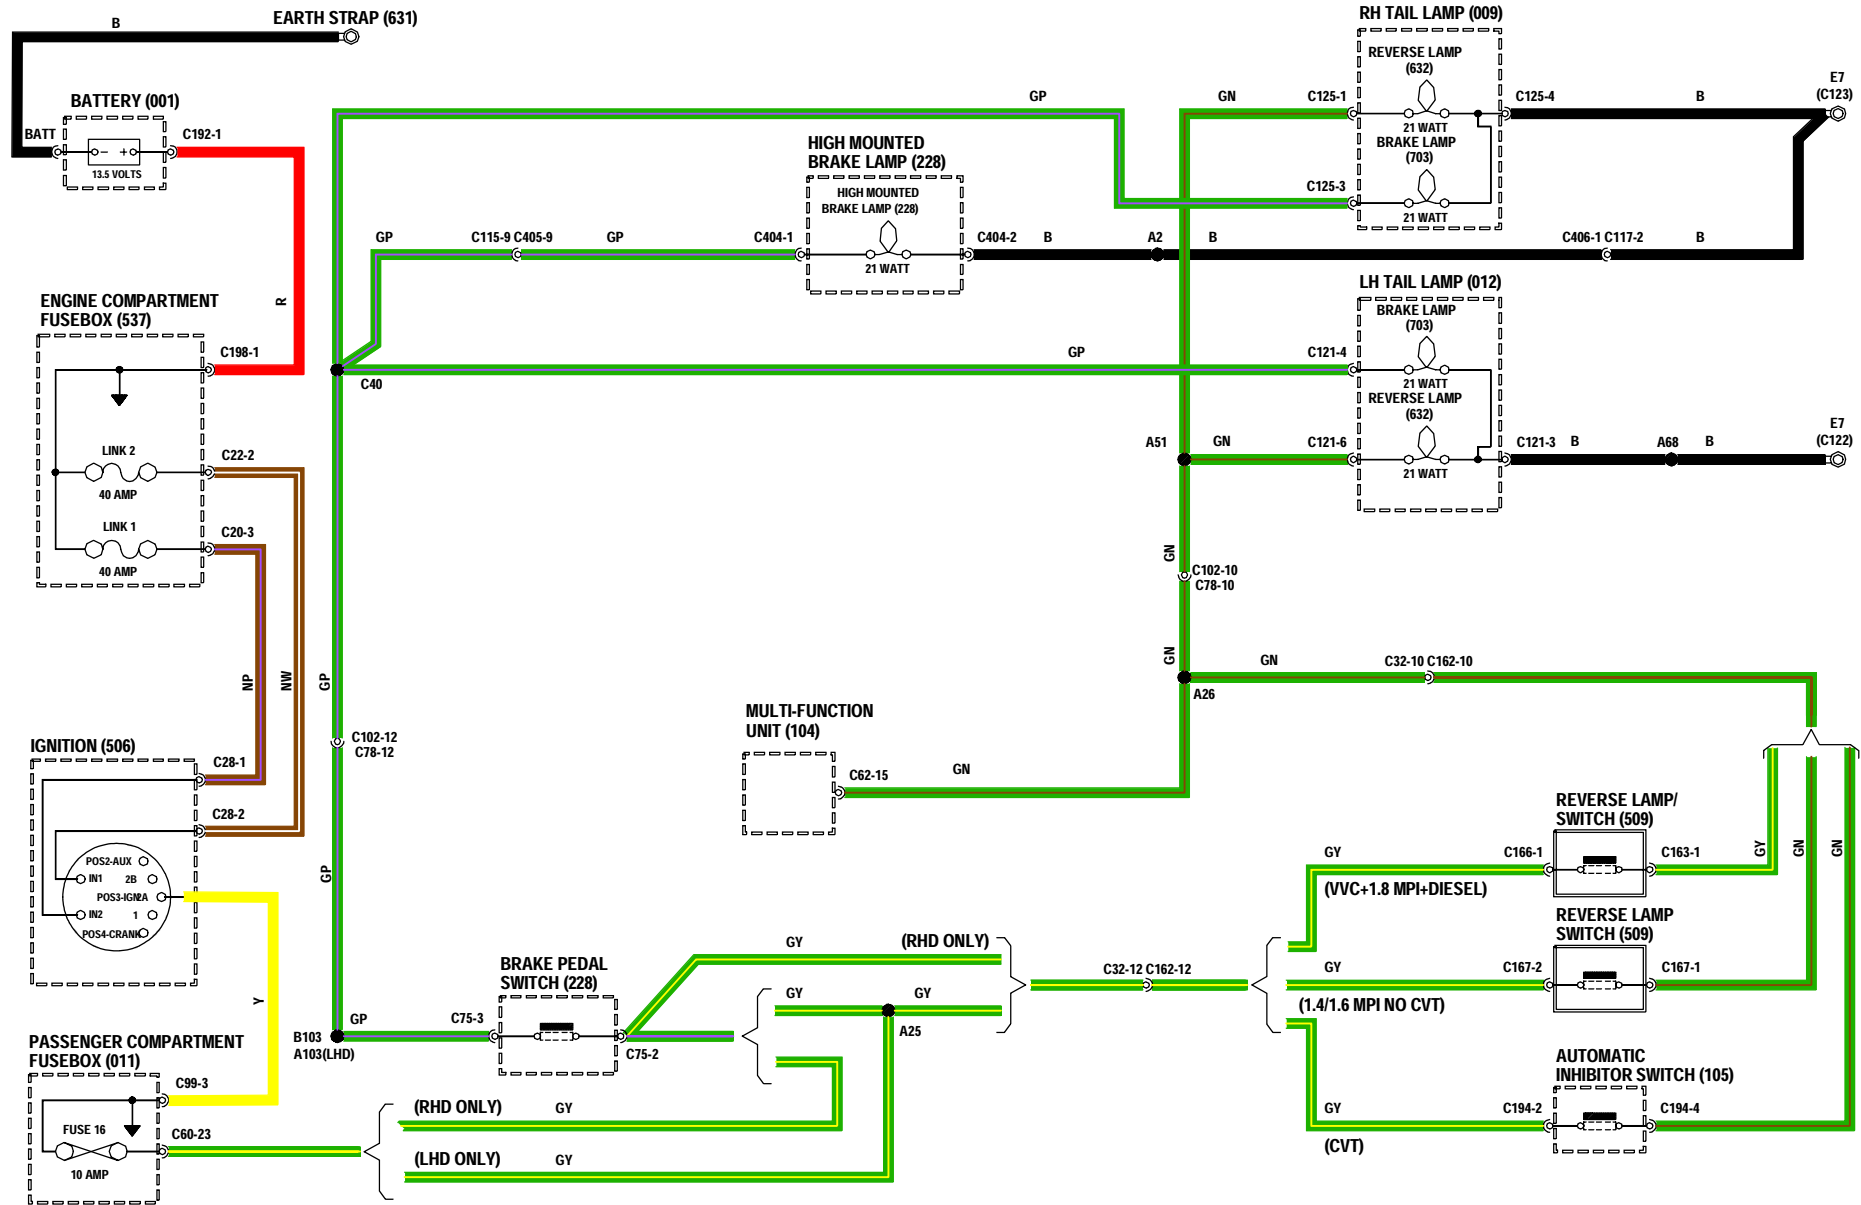 B
EARTH STRAP (631)
BATTERY (001)
BATT
C192-1
13.5 VOLTS
R
ENGINE COMPARTMENT
FUSEBOX (537)
C198-1
LINK 2
C22-2
40 AMP
LINK 1
C20-3
40 AMP
NP
NW
IGNITION (506)
C28-1
C28-2
POS2-AUX
IN1
2B
POS3-IGN
2A
IN2
1
POS4-CRANK
Y
PASSENGER COMPARTMENT
FUSEBOX (011)
C99-3
FUSE 16
C60-23
10 AMP
GP
GP
C115-9 C405-9
GP
C404-1
HIGH MOUNTED
BRAKE LAMP (228)
HIGH MOUNTED
BRAKE LAMP (228)
21 WATT
C404-2
B
A2
B
C406-1 C117-2
B
RH TAIL LAMP (009)
REVERSE LAMP
(632)
GN
C125-1
C125-4
B
E7
(C123)
21 WATT
BRAKE LAMP
(703)
C125-3
21 WATT
LH TAIL LAMP (012)
BRAKE LAMP
(703)
C40
GP
C121-4
21 WATT
REVERSE LAMP
(632)
A51
GN
C121-6
21 WATT
C121-3
B
A68
B
E7
(C122)
GN
C102-10
C78-10
GN
A26
GN
C32-10 C162-10
GP
C102-12
C78-12
GP
MULTI-FUNCTION
UNIT (104)
C62-15
GN
B103
A103(LHD)
GP
C75-3
BRAKE PEDAL
SWITCH (228)
C75-2
GY
(RHD ONLY)
GY
GY
A25
(RHD ONLY)
GY
(LHD ONLY)
GY
C32-12 C162-12
GY
(VVC+1.8 MPI+DIESEL)
C166-1
REVERSE LAMP/
SWITCH (509)
C163-1
GY
GN
GN
GY
(1.4/1.6 MPI NO CVT)
C167-2
REVERSE LAMP
SWITCH (509)
C167-1
GY
(CVT)
C194-2
AUTOMATIC
INHIBITOR SWITCH (105)
C194-4